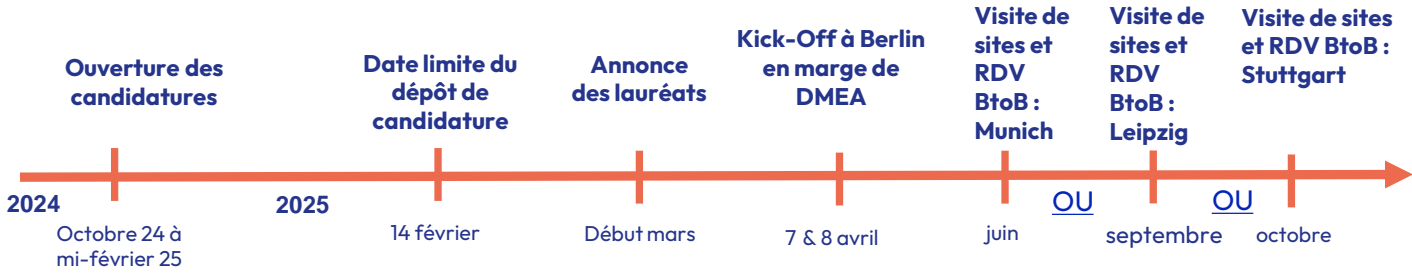 Ouverture des
candidatures
Date limite du
dépôt de
candidature
Annonce
des lauréats
Kick-Off à Berlin
en marge de
DMEA
Visite de
sites et
RDV
BtoB :
Munich
Visite de
sites et
RDV
BtoB :
Leipzig
Visite de sites
et RDV BtoB :
Stuttgart
2024
2025
OU
OU
Octobre 24 à
mi-février 25
14 février
Début mars
7 & 8 avril
juin
septembre
octobre